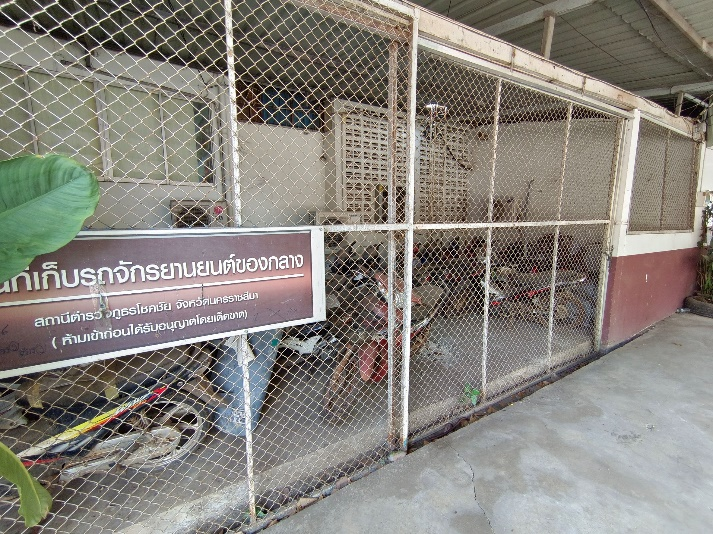 เก็บรถจักรยานยนต์ของกลาง
สถานีตำรวจภูธรโชคชัย จังหวัดนครราชสีมา
( ห้ามเข้าก่อนได้รับอนุญาตโดยเด็ดขาด )